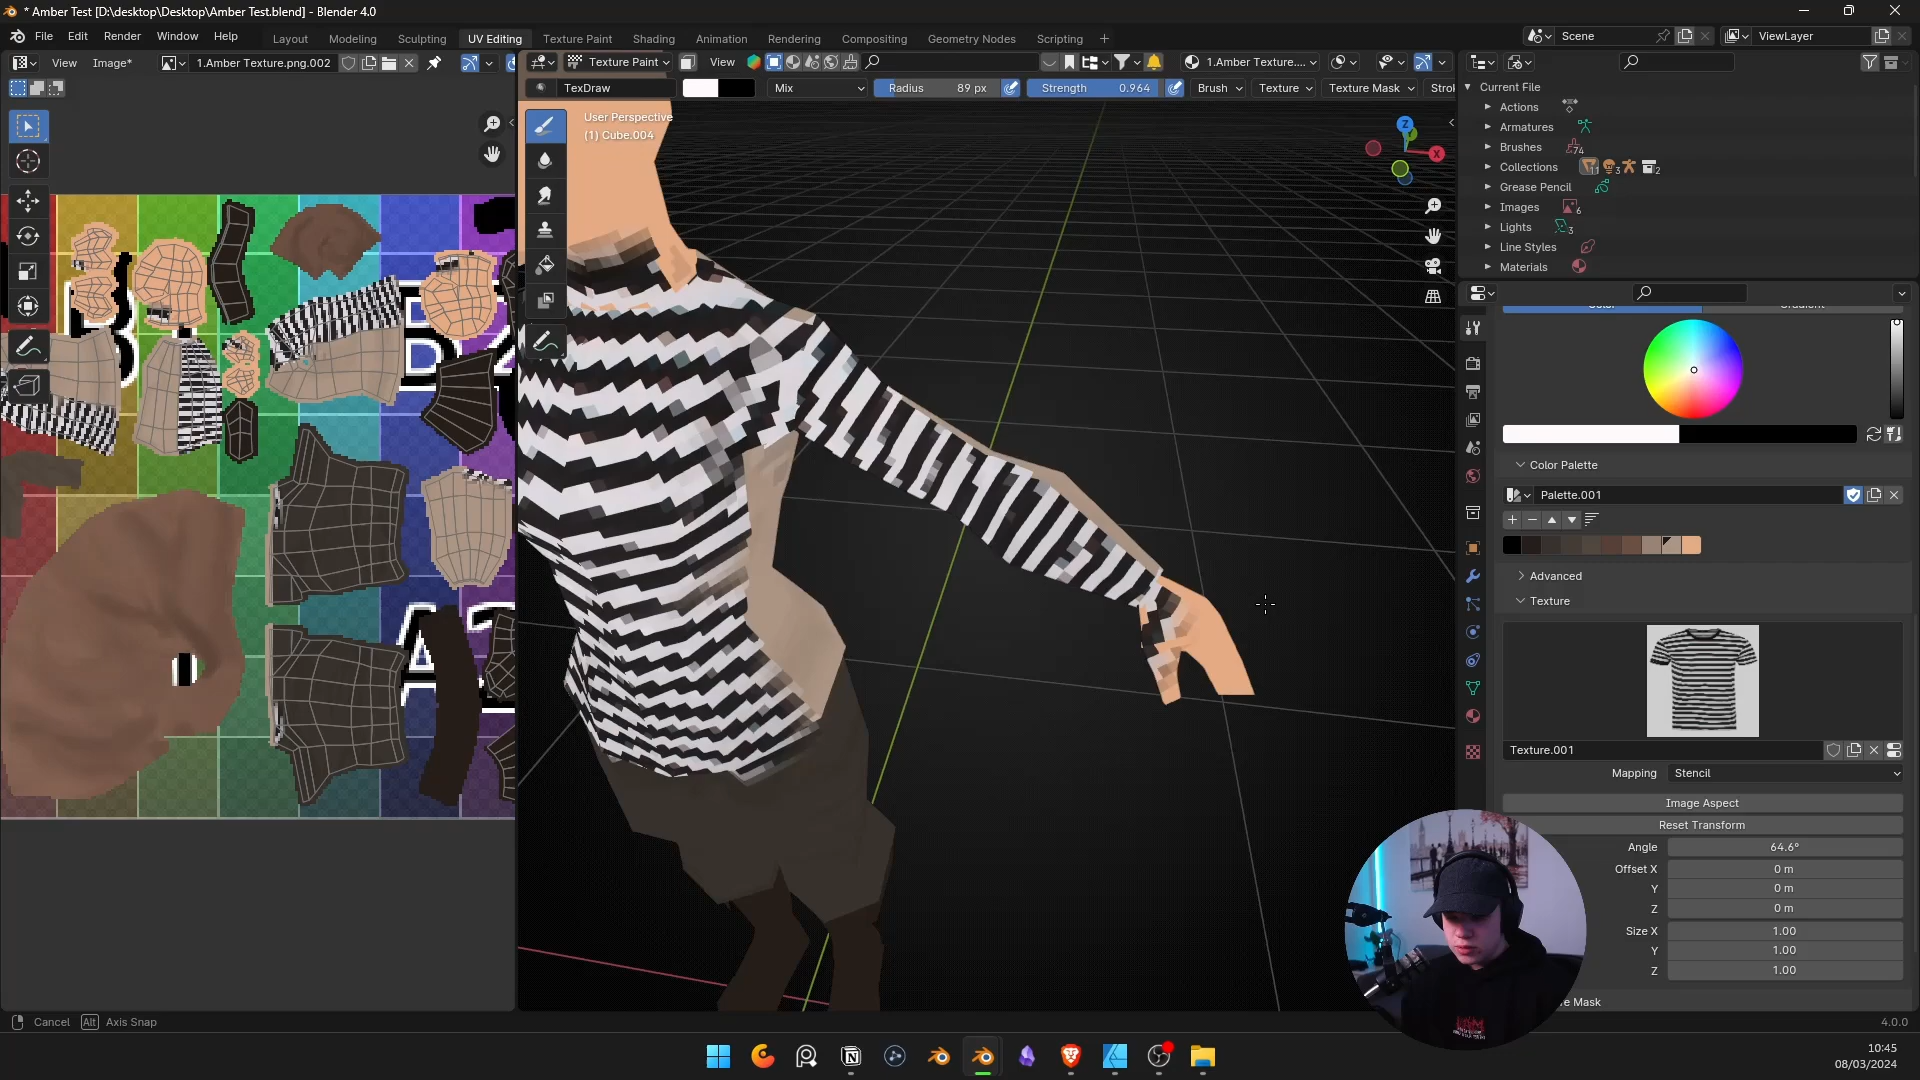 * Amber Test [D:\desktop\Desktop\Amber Test.blend] - Blender 4.0
File Edit Render Window Help Layout Modeling Sculpting UV Editing Texture Paint Shading Animation Rendering Compositing Geometry Nodes Scripting + Scene ViewLayer
View Image* 1.Amber Texture.png.002 Texture Paint View 1.Amber Texture....
TexDraw Mix Radius 89 px Strength 0.964 Brush Texture Texture Mask
User Perspective
(1) Cube.004
Z
X
Current File
Actions
Armatures
Brushes 74
Collections 3 2
Grease Pencil
Images 6
Lights 3
Line Styles
Materials
Color Palette
Palette.001
Advanced
Texture
Texture.001
Mapping Stencil
Image Aspect
Reset Transform
Angle 64.6°
Offset X 0 m
Y 0 m
Z 0 m
Size X 1.00
Y 1.00
Z 1.00
Cancel Alt Axis Snap
4.0.0
10:45
08/03/2024